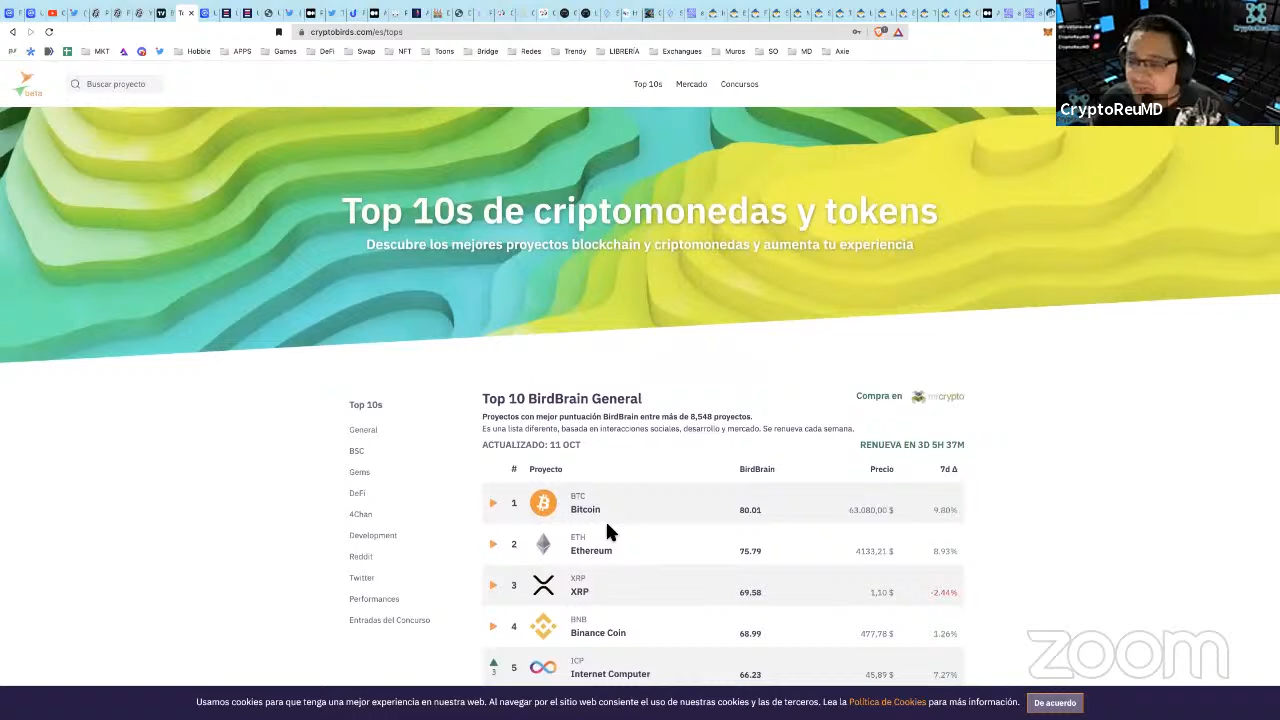 cryptobirds.com/es/tops
MKT
Hobbie
APPS
Games
DeFi
Swap
NFT
Toons
Bridge
Redes
Trendy
LIBRERÍA
Exchangues
Muros
SO
MD
Axie
beta
Buscar proyecto
Top 10s
Mercado
Concursos
CryptoReuMD
Top 10s de criptomonedas y tokens
Descubre los mejores proyectos blockchain y criptomonedas y aumenta tu experiencia
Top 10s
General
BSC
Gems
DeFi
4Chan
Development
Reddit
Twitter
Performances
Entradas del Concurso
Top 10 BirdBrain General
Compra en mrcrypto
Proyectos con mejor puntuación BirdBrain entre más de 8,548 proyectos.
Es una lista diferente, basada en interacciones sociales, desarrollo y mercado. Se renueva cada semana.
ACTUALIZADO: 11 OCT
RENUEVA EN 3D 5H 37M
# Proyecto BirdBrain Precio 7d Δ
BTC
1 Bitcoin 80.01 63.080,00 $ 9.80%
ETH
2 Ethereum 75.79 4133,21 $ 8.93%
XRP
3 XRP 69.58 1,10 $ -2.44%
BNB
4 Binance Coin 68.99 477,78 $ 1.26%
ICP
3 5 Internet Computer 66.23 45,89 $ 7.27%
zoom
Usamos cookies para que tenga una mejor experiencia en nuestra web. Al navegar por el sitio web consiente el uso de nuestras cookies y las de terceros. Lea la Política de Cookies para más información.
De acuerdo